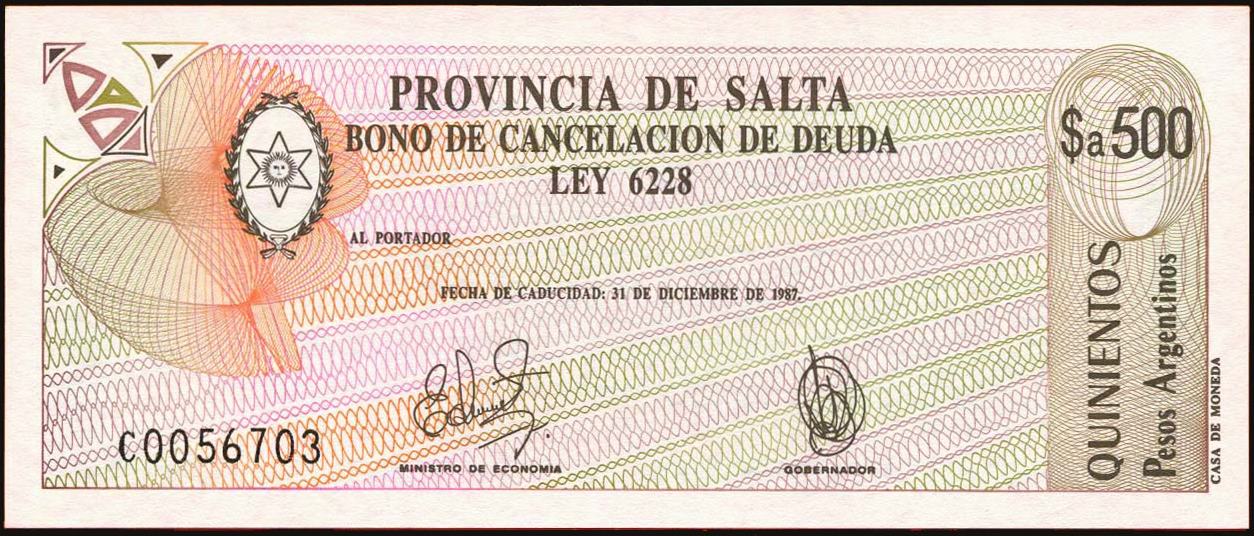 PROVINCIA DE SALTA
BONO DE CANCELACION DE DEUDA
LEY 6228
$a 500
AL PORTADOR
FECHA DE CADUCIDAD: 31 DE DICIEMBRE DE 1987.
C0056703
MINISTRO DE ECONOMIA
GOBERNADOR
QUINIENTOS
Pesos Argentinos
CASA DE MONEDA